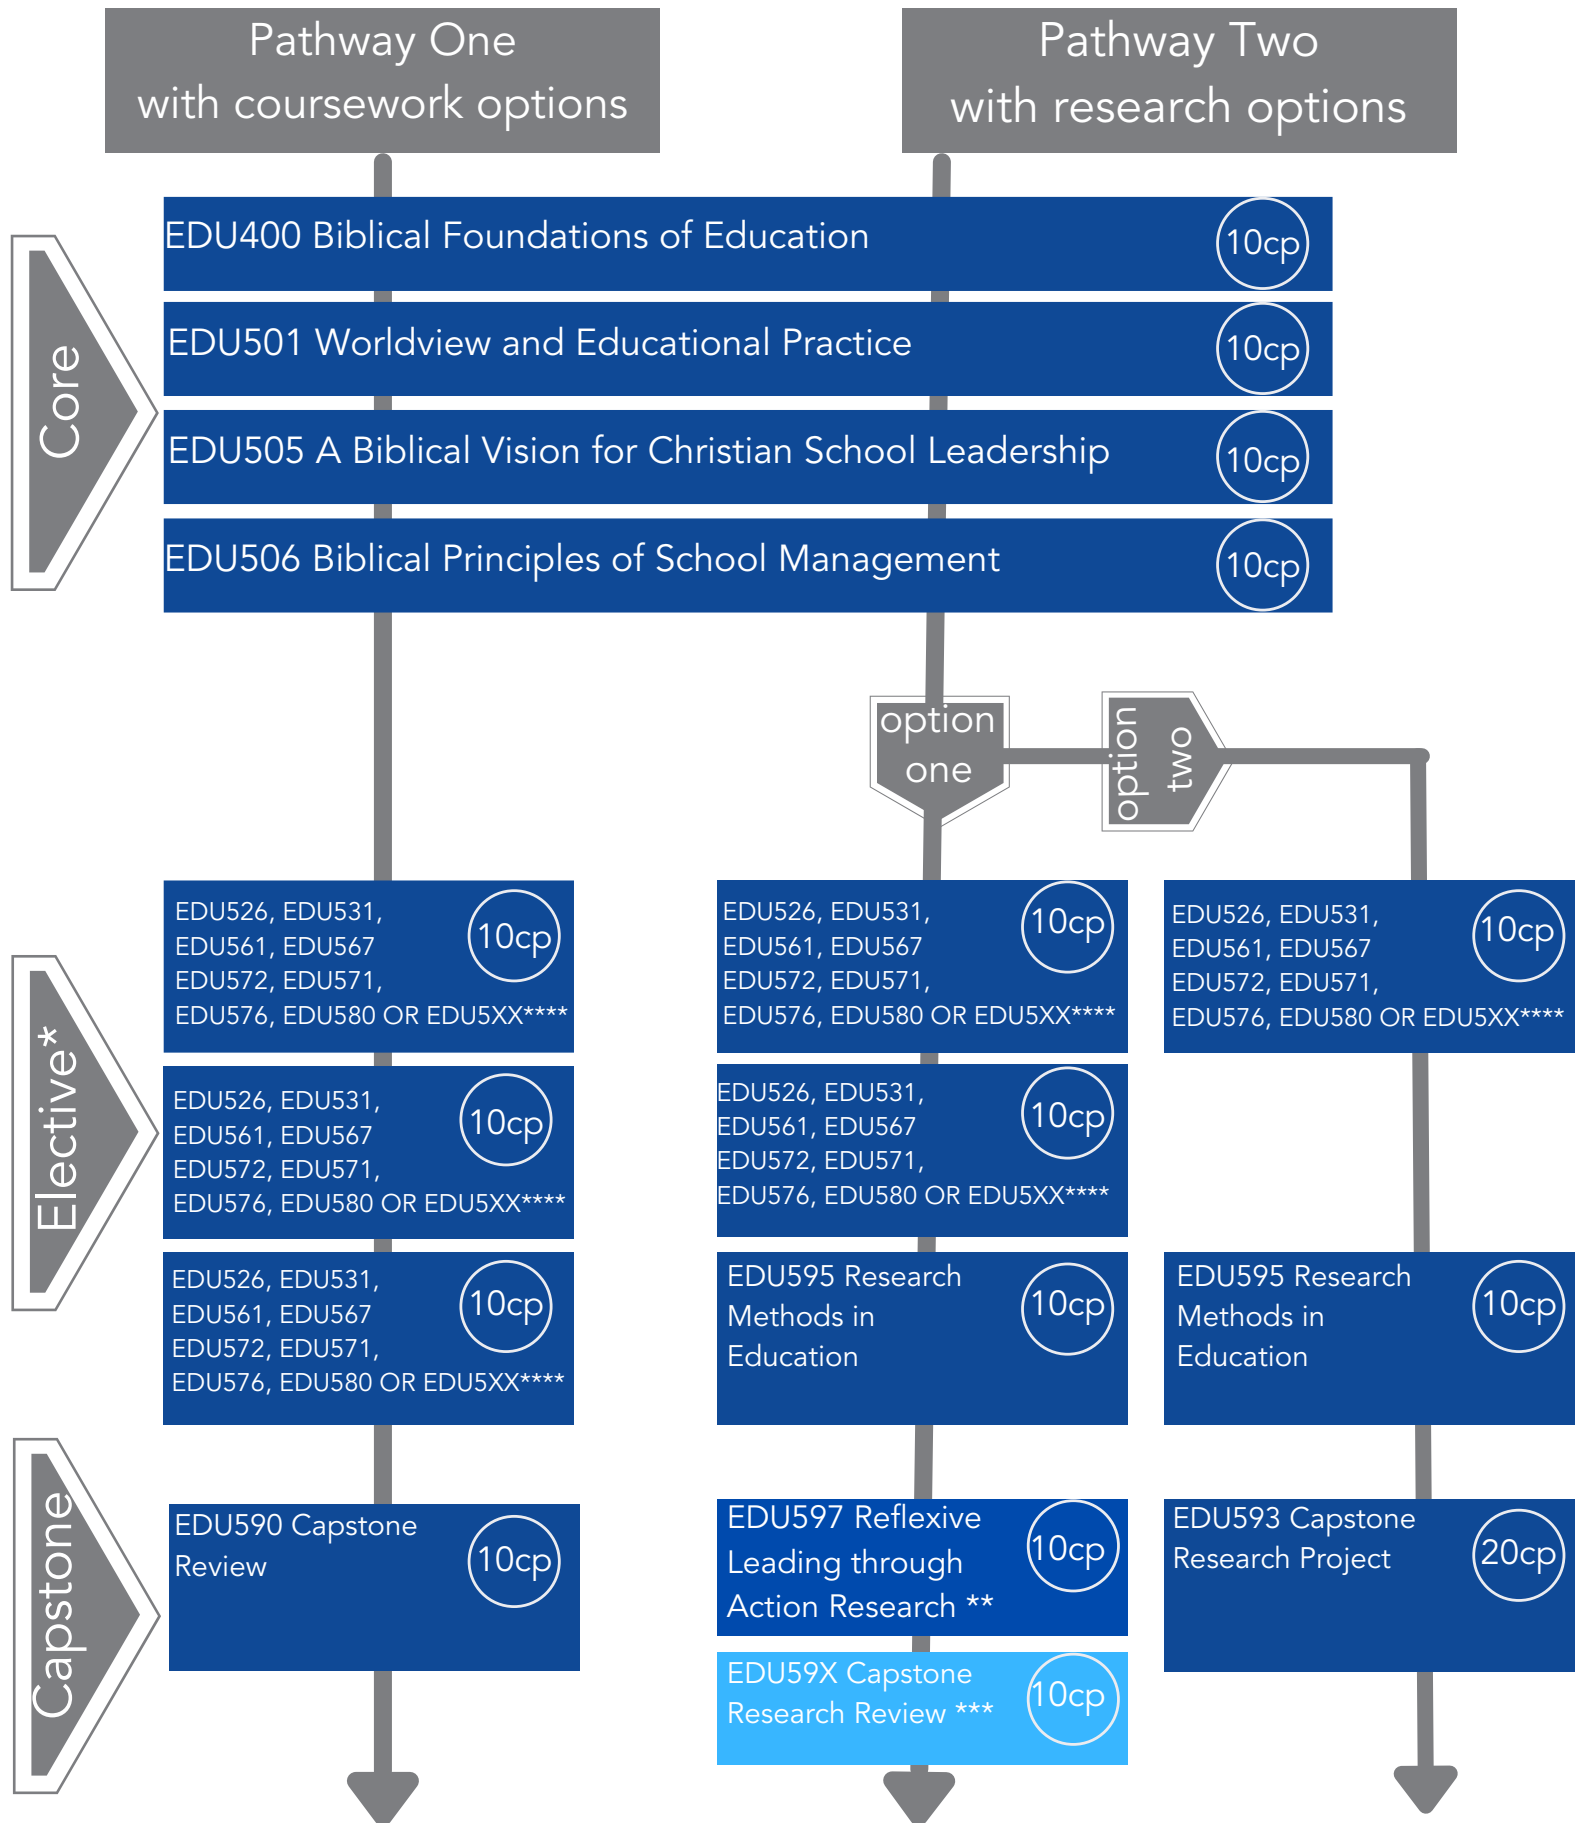 Pathway One
with coursework options
Pathway Two
with research options
Core
EDU400 Biblical Foundations of Education
10cp
EDU501 Worldview and Educational Practice
10cp
EDU505 A Biblical Vision for Christian School Leadership
10cp
EDU506 Biblical Principles of School Management
10cp
option
one
option
two
Elective*
EDU526, EDU531,
EDU561, EDU567
EDU572, EDU571,
EDU576, EDU580 OR EDU5XX****
10cp
EDU526, EDU531,
EDU561, EDU567
EDU572, EDU571,
EDU576, EDU580 OR EDU5XX****
10cp
EDU526, EDU531,
EDU561, EDU567
EDU572, EDU571,
EDU576, EDU580 OR EDU5XX****
10cp
EDU526, EDU531,
EDU561, EDU567
EDU572, EDU571,
EDU576, EDU580 OR EDU5XX****
10cp
EDU526, EDU531,
EDU561, EDU567
EDU572, EDU571,
EDU576, EDU580 OR EDU5XX****
10cp
EDU526, EDU531,
EDU561, EDU567
EDU572, EDU571,
EDU576, EDU580 OR EDU5XX****
10cp
EDU595 Research
Methods in
Education
10cp
EDU595 Research
Methods in
Education
10cp
Capstone
EDU590 Capstone
Review
10cp
EDU597 Reflexive
Leading through
Action Research **
10cp
EDU593 Capstone
Research Project
20cp
EDU59X Capstone
Research Review ***
10cp